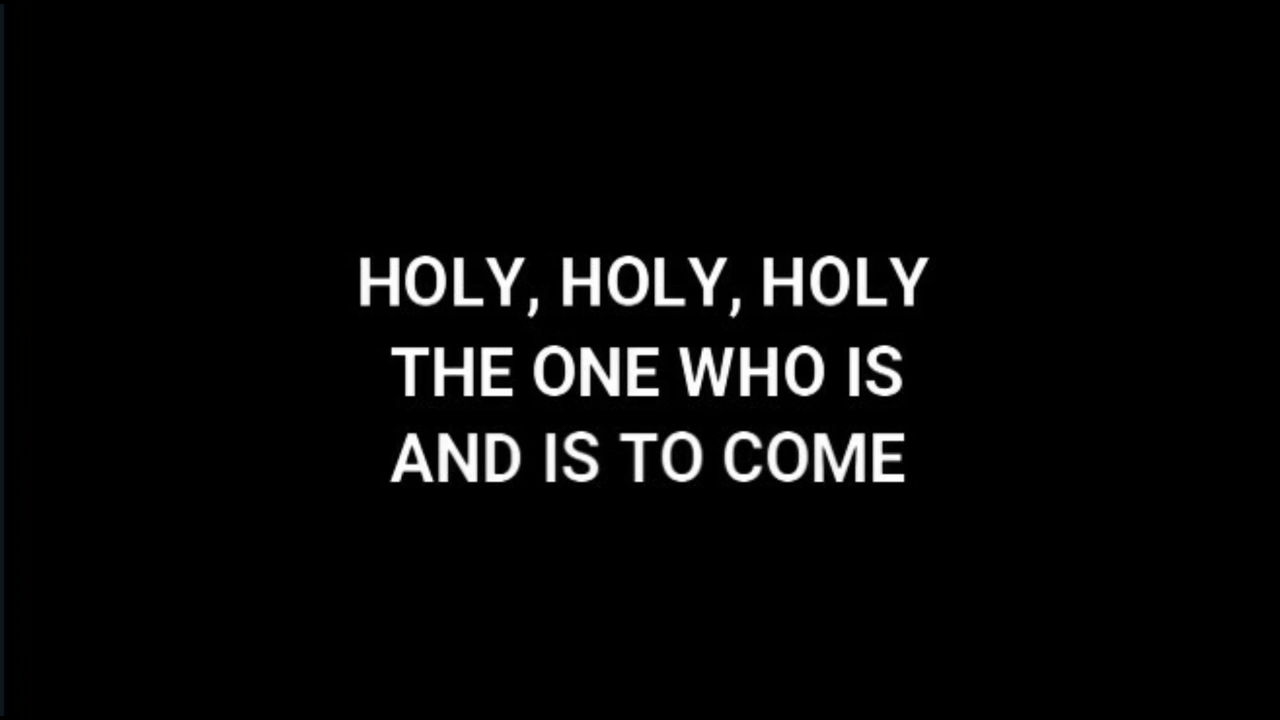 HOLY, HOLY, HOLY
THE ONE WHO IS
AND IS TO COME